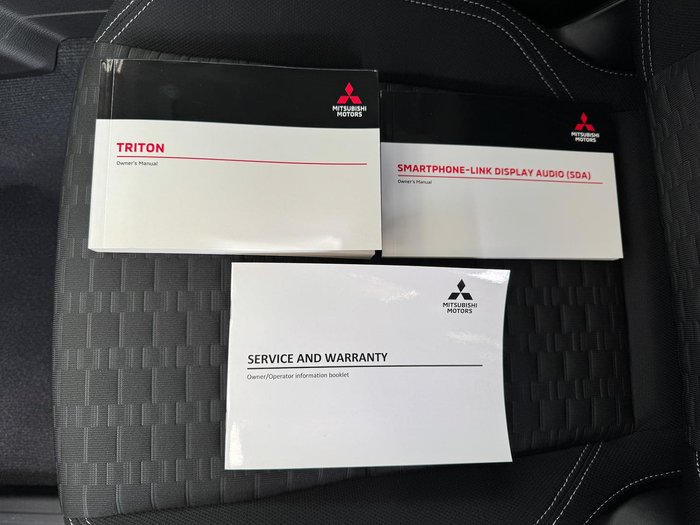 MITSUBISHI
MOTORS
TRITON
Owner's Manual
MITSUBISHI
MOTORS
SMARTPHONE-LINK DISPLAY AUDIO (SDA)
Owner's Manual
MITSUBISHI
MOTORS
SERVICE AND WARRANTY
Owner/Operator information booklet